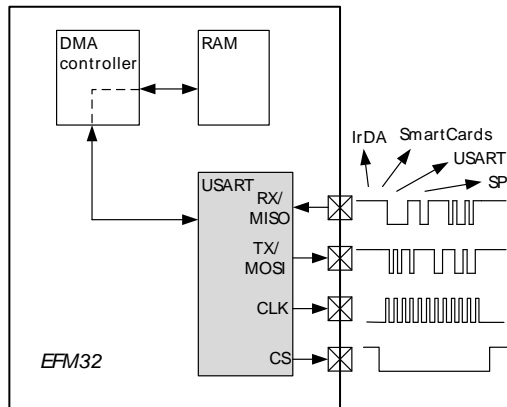 DMA
controller
RAM
IrDA
SmartCards
USART
SP
USART
RX/
MISO
TX/
MOSI
CLK
CS
EFM32